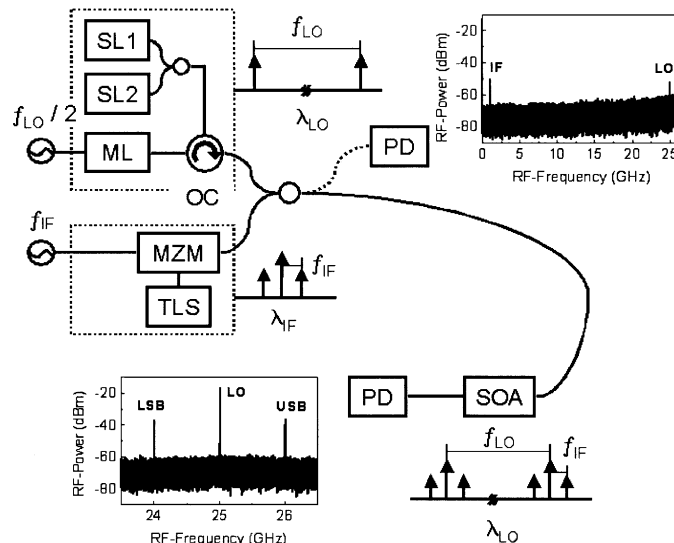 SL1
SL2
f_LO / 2
ML
OC
f_LO
λ_LO
PD
RF-Power (dBm)
-20
-40
-60
-80
IF
LO
0 5 10 15 20 25
RF-Frequency (GHz)
f_IF
MZM
TLS
f_IF
λ_IF
PD
SOA
RF-Power (dBm)
-20
-40
-60
-80
LSB
LO
USB
24 25 26
RF-Frequency (GHz)
f_LO
f_IF
λ_LO